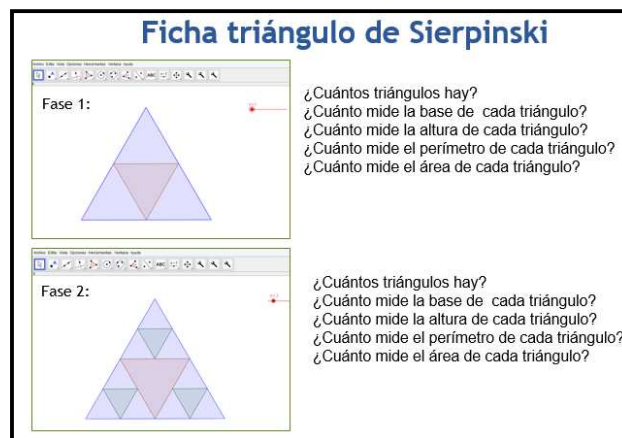 Ficha triángulo de Sierpinski
Fase 1:
ABC
¿Cuántos triángulos hay?
¿Cuánto mide la base de cada triángulo?
¿Cuánto mide la altura de cada triángulo?
¿Cuánto mide el perímetro de cada triángulo?
¿Cuánto mide el área de cada triángulo?
Fase 2:
ABC
¿Cuántos triángulos hay?
¿Cuánto mide la base de cada triángulo?
¿Cuánto mide la altura de cada triángulo?
¿Cuánto mide el perímetro de cada triángulo?
¿Cuánto mide el área de cada triángulo?